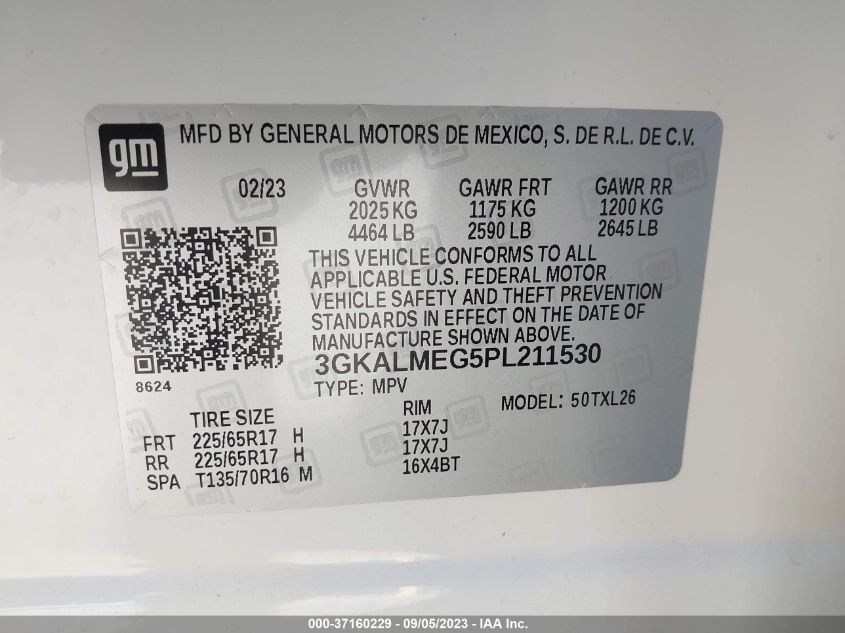 gm
MFD BY GENERAL MOTORS DE MEXICO, S. DE R.L. DE C.V.
02/23 GVWR GAWR FRT GAWR RR
2025 KG 1175 KG 1200 KG
4464 LB 2590 LB 2645 LB
THIS VEHICLE CONFORMS TO ALL
APPLICABLE U.S. FEDERAL MOTOR
VEHICLE SAFETY AND THEFT PREVENTION
STANDARDS IN EFFECT ON THE DATE OF
MANUFACTURE SHOWN ABOVE.
3GKALMEG5PL211530
8624
TYPE: MPV MODEL: 50TXL26
TIRE SIZE RIM
FRT 225/65R17 H 17X7J
RR 225/65R17 H 17X7J
SPA T135/70R16 M 16X4BT
000-37160229 - 09/05/2023 - IAA Inc.